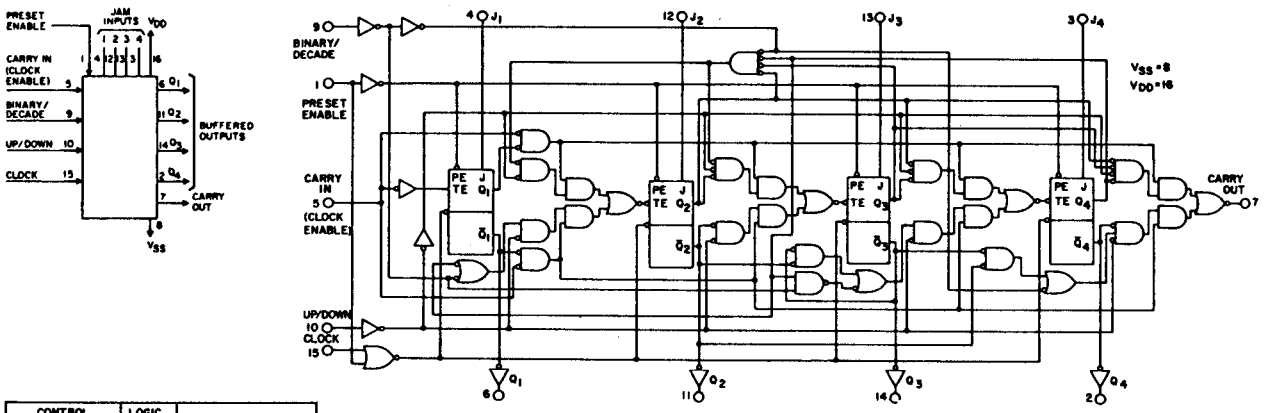 PRESET
ENABLE
JAM
INPUTS
VDD
1 2 3 4
1
4 12 13 3
16
CARRY IN
(CLOCK
ENABLE)
5
BINARY/
DECADE
9
UP/DOWN
10
CLOCK
15
6 Q1
11 Q2
14 Q3
2 Q4
BUFFERED
OUTPUTS
7
CARRY
OUT
8
VSS
9
BINARY/
DECADE
4 J1
12 J2
13 J3
3 J4
VSS=8
VDD=16
1
PRESET
ENABLE
CARRY
IN
5
(CLOCK
ENABLE)
PE J
TE Q1
Q̅1
PE J
TE Q2
Q̅2
PE J
TE Q3
Q̅3
PE J
TE Q4
Q̅4
CARRY
OUT
7
UP/DOWN
10
CLOCK
15
Q1
6
Q2
11
Q3
14
Q4
2
CONTROL
LOGIC